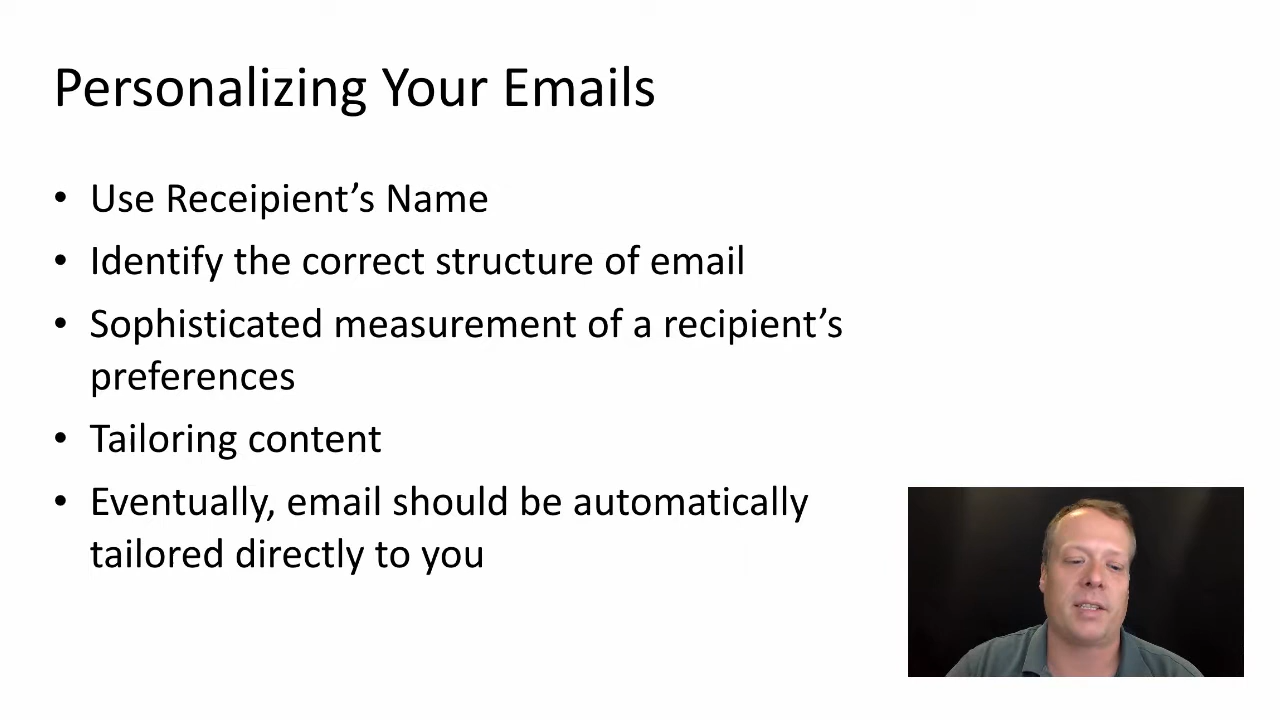 Personalizing Your Emails
• Use Receipient’s Name
• Identify the correct structure of email
• Sophisticated measurement of a recipient’s
preferences
• Tailoring content
• Eventually, email should be automatically
tailored directly to you